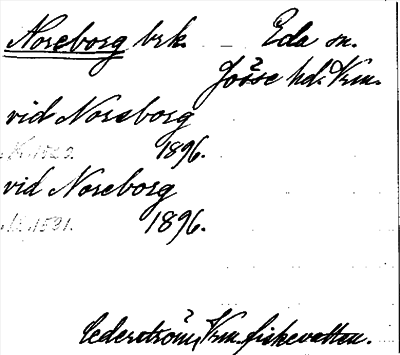 Noreborg brk. Eda sn.
Jösse hd. Vrm.
vid Noreborg
1896.
vid Noreborg
1896.
Cederström, Vrm. fiskevatten.